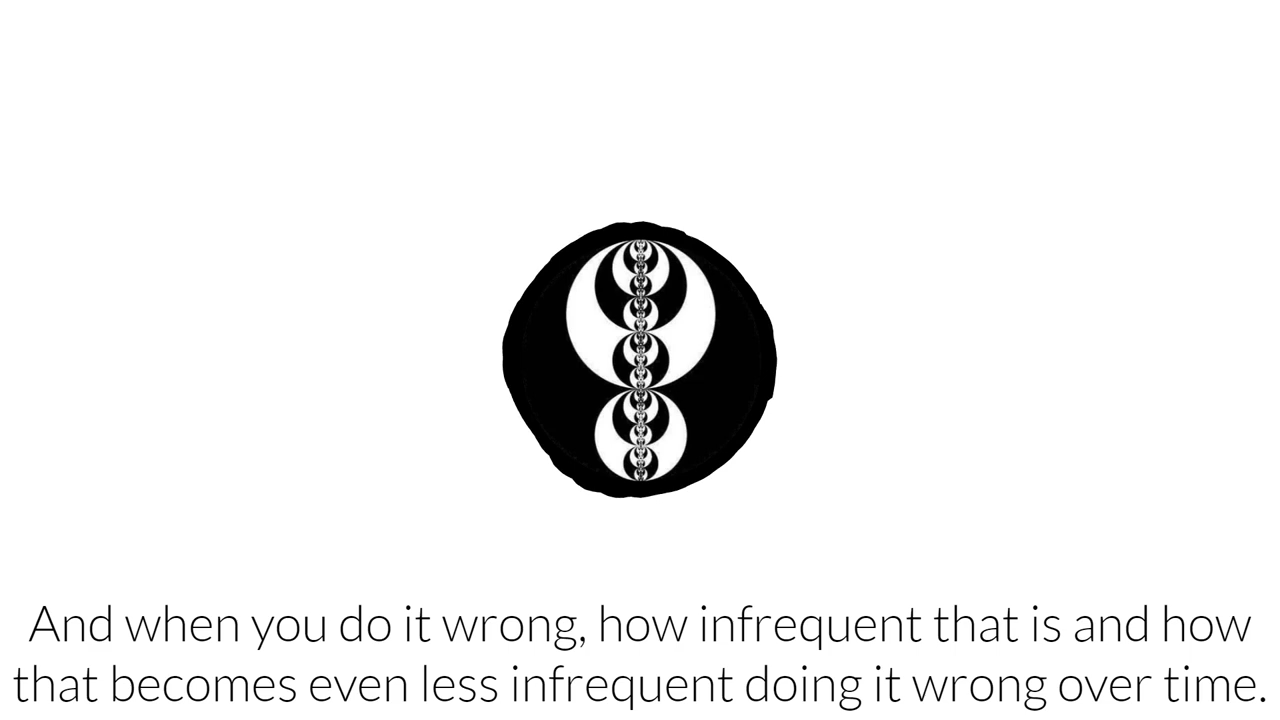 And when you do it wrong, how infrequent that is and how
that becomes even less infrequent doing it wrong over time.